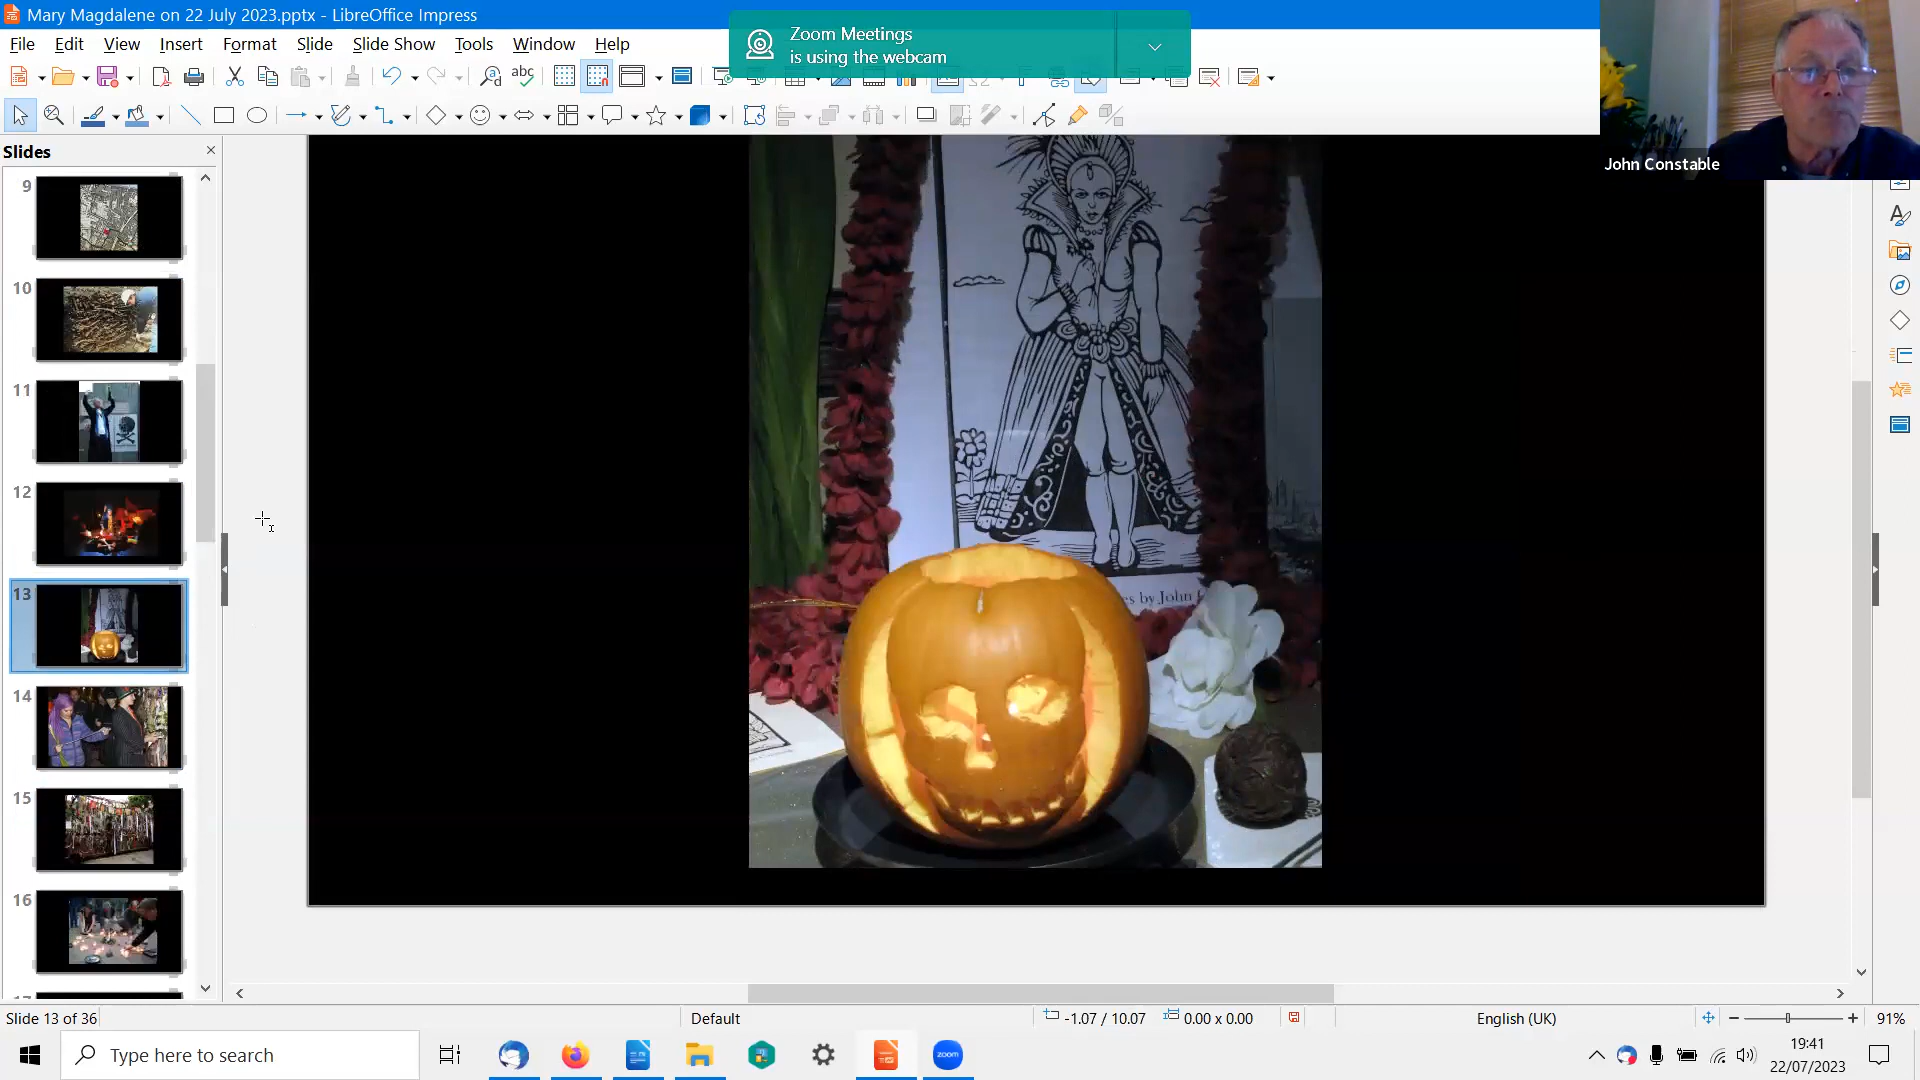 Mary Magdalene on 22 July 2023.pptx - LibreOffice Impress
Zoom Meetings
is using the webcam
File Edit View Insert Format Slide Slide Show Tools Window Help
abc
John Constable
Slides
9
10
11
12
13
14
15
16
es by John
Slide 13 of 36
Default
-1.07 / 10.07
0.00 x 0.00
English (UK)
91%
Type here to search
zoom
19:41
22/07/2023